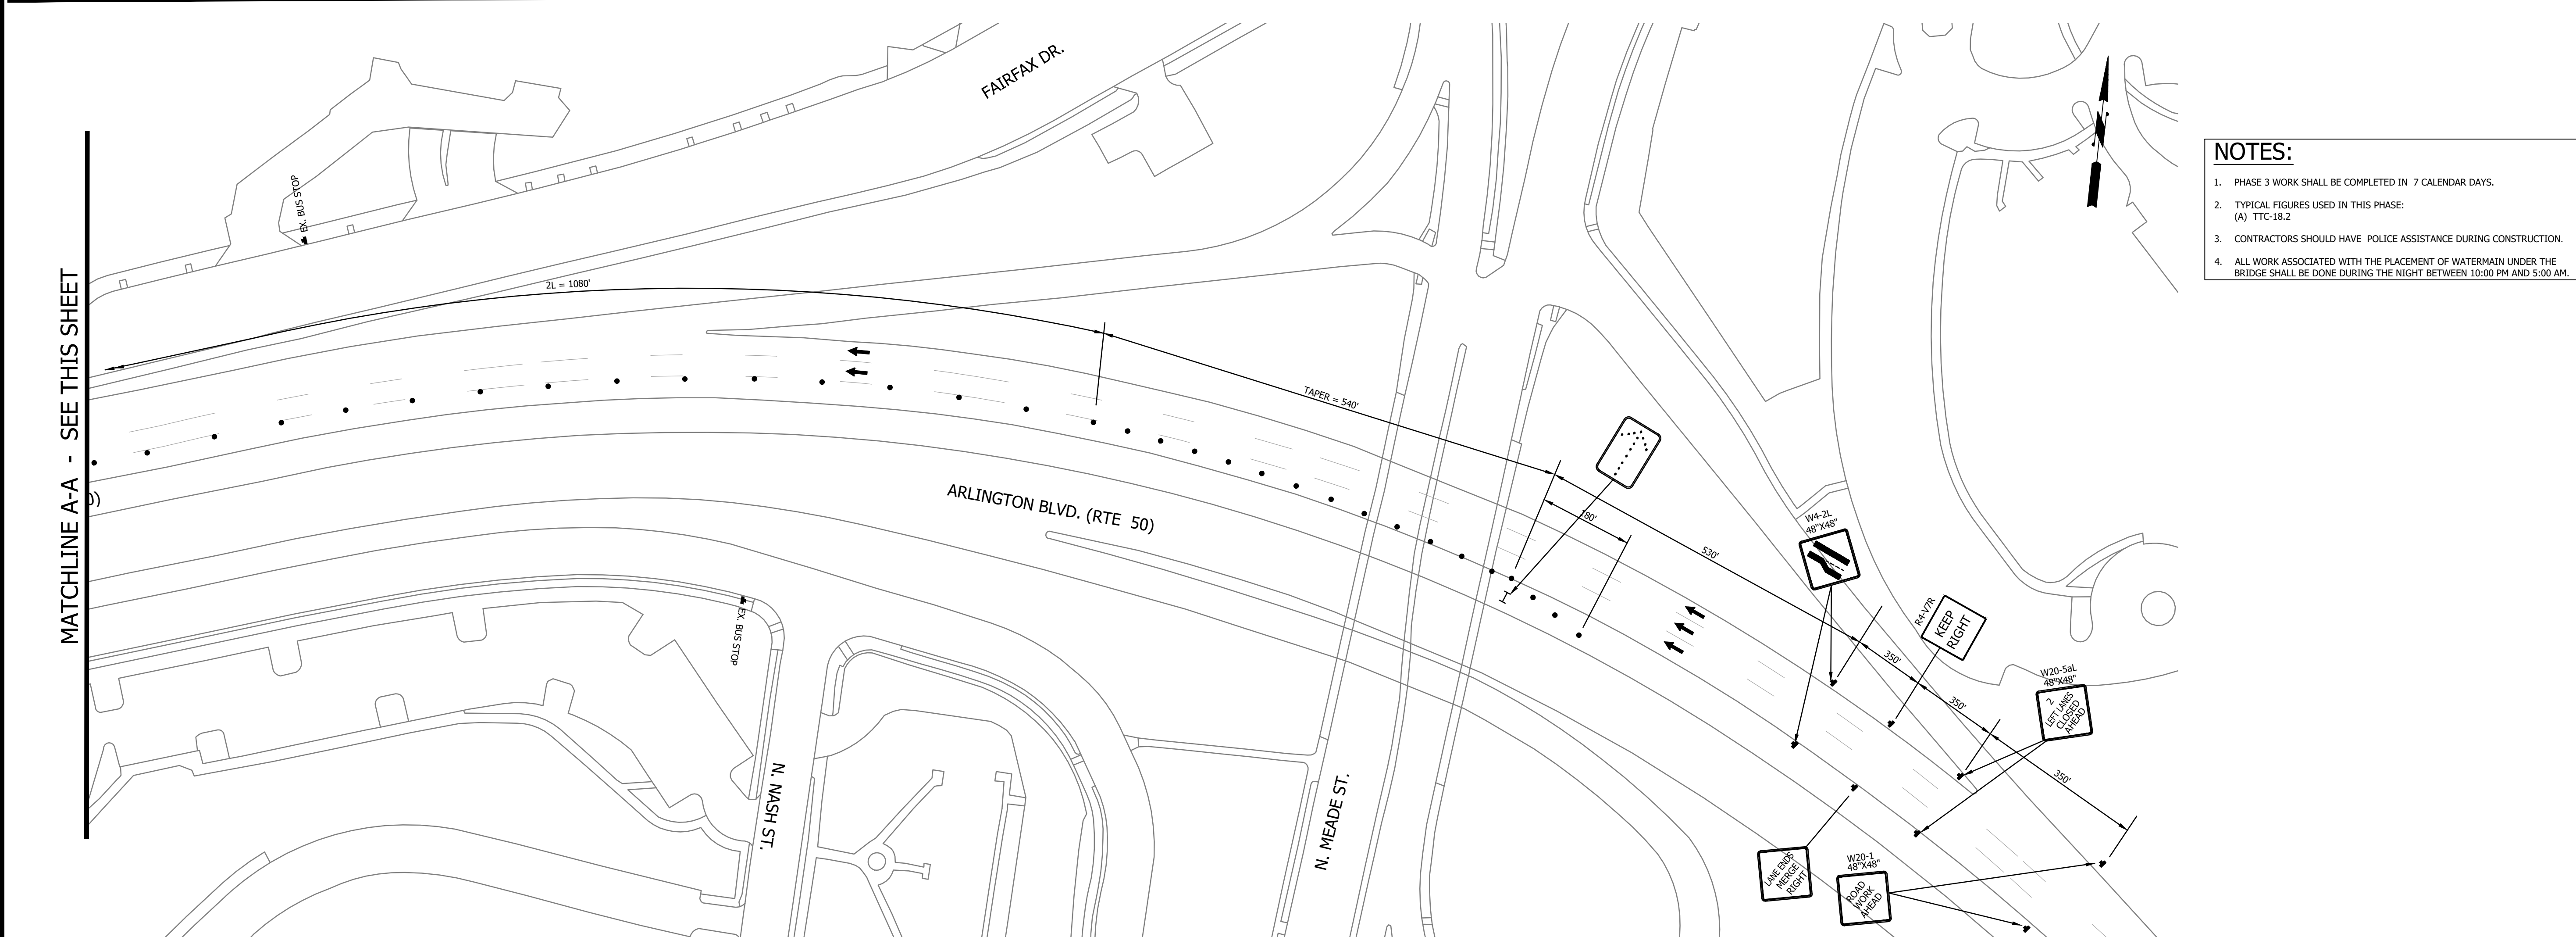 FAIRFAX DR.
NOTES:
1. PHASE 3 WORK SHALL BE COMPLETED IN 7 CALENDAR DAYS.
2. TYPICAL FIGURES USED IN THIS PHASE:
(A) TTC-18.2
3. CONTRACTORS SHOULD HAVE POLICE ASSISTANCE DURING CONSTRUCTION.
4. ALL WORK ASSOCIATED WITH THE PLACEMENT OF WATERMAIN UNDER THE
BRIDGE SHALL BE DONE DURING THE NIGHT BETWEEN 10:00 PM AND 5:00 AM.
EX. BUS STOP
MATCHLINE A-A - SEE THIS SHEET
2L = 1080'
TAPER = 540'
0)
ARLINGTON BLVD. (RTE 50)
180'
530'
W4-2L
48"X48"
R4-V7R
KEEP
RIGHT
350'
350'
W20-5aL
48"X48"
2
LEFT LANES
CLOSED
AHEAD
350'
EX. BUS STOP
N. NASH ST.
N. MEADE ST.
LANE ENDS
MERGE
RIGHT
W20-1
48"X48"
ROAD
WORK
AHEAD